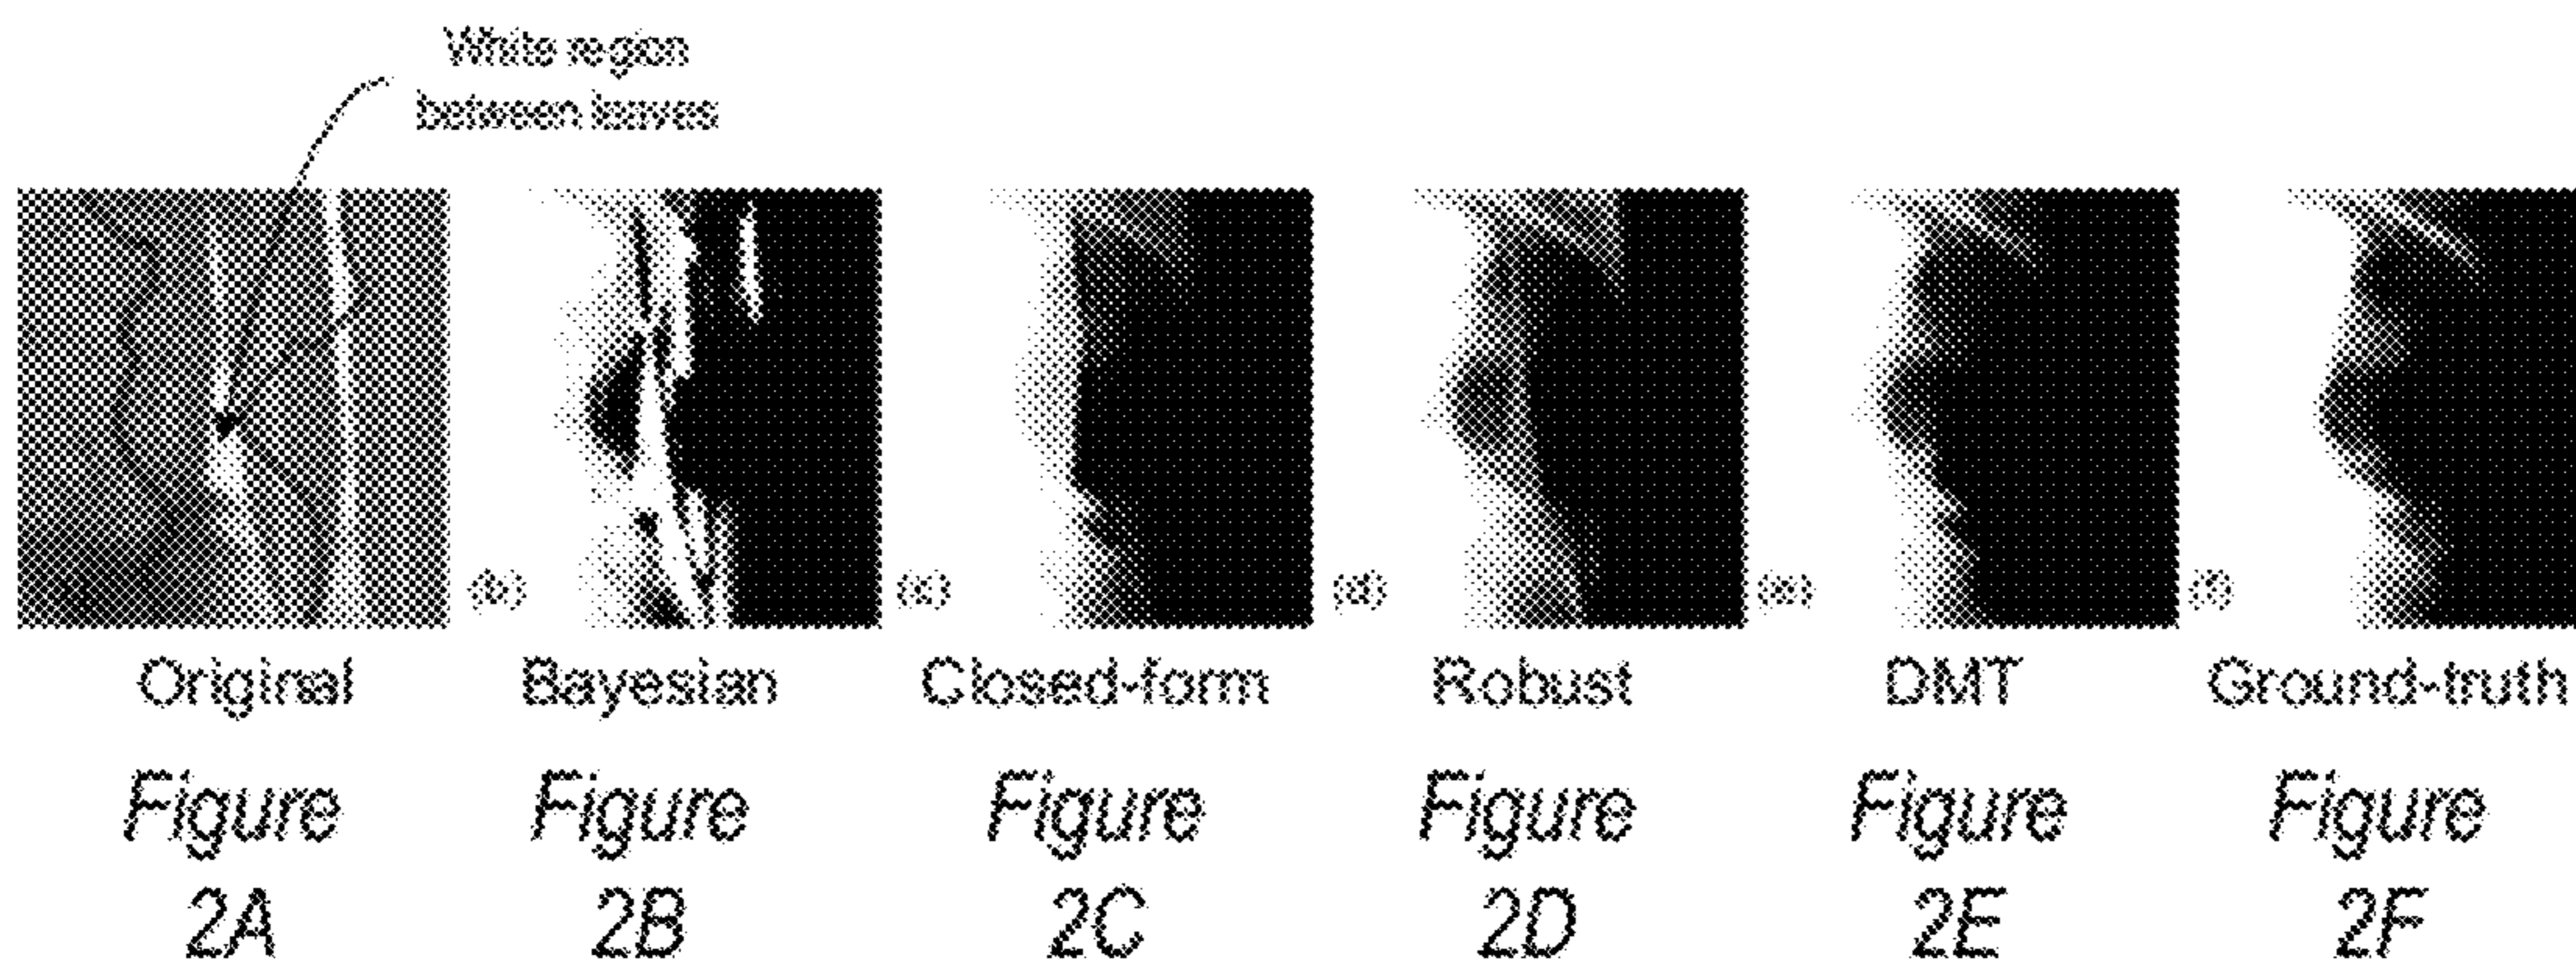 White region
between leaves
(b) (c) (d) (e) (f)
Original Bayesian Closed-form Robust DMT Ground-truth
Figure Figure Figure Figure Figure Figure
2A 2B 2C 2D 2E 2F